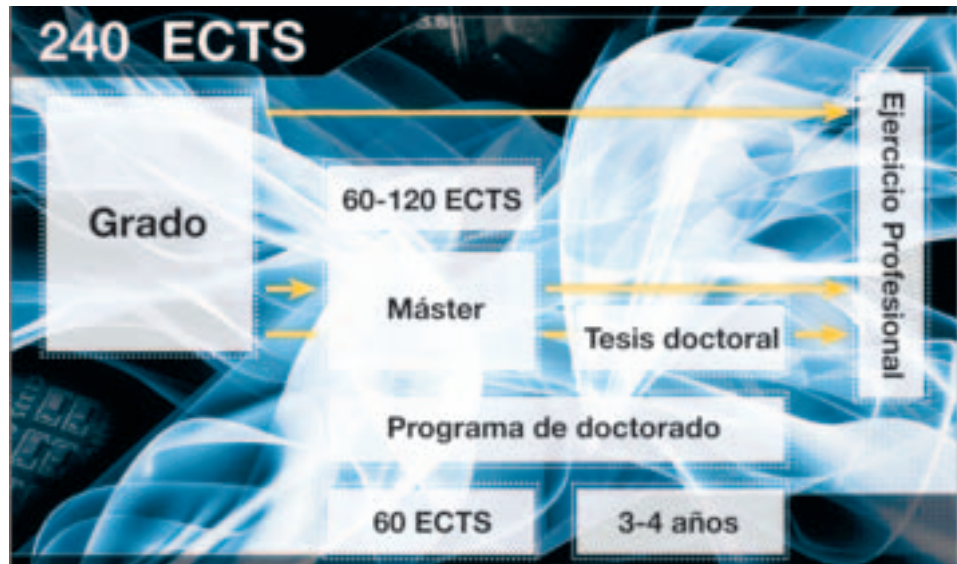 240 ECTS
Grado
60-120 ECTS
Máster
Tesis doctoral
Ejercicio Profesional
Programa de doctorado
60 ECTS
3-4 años